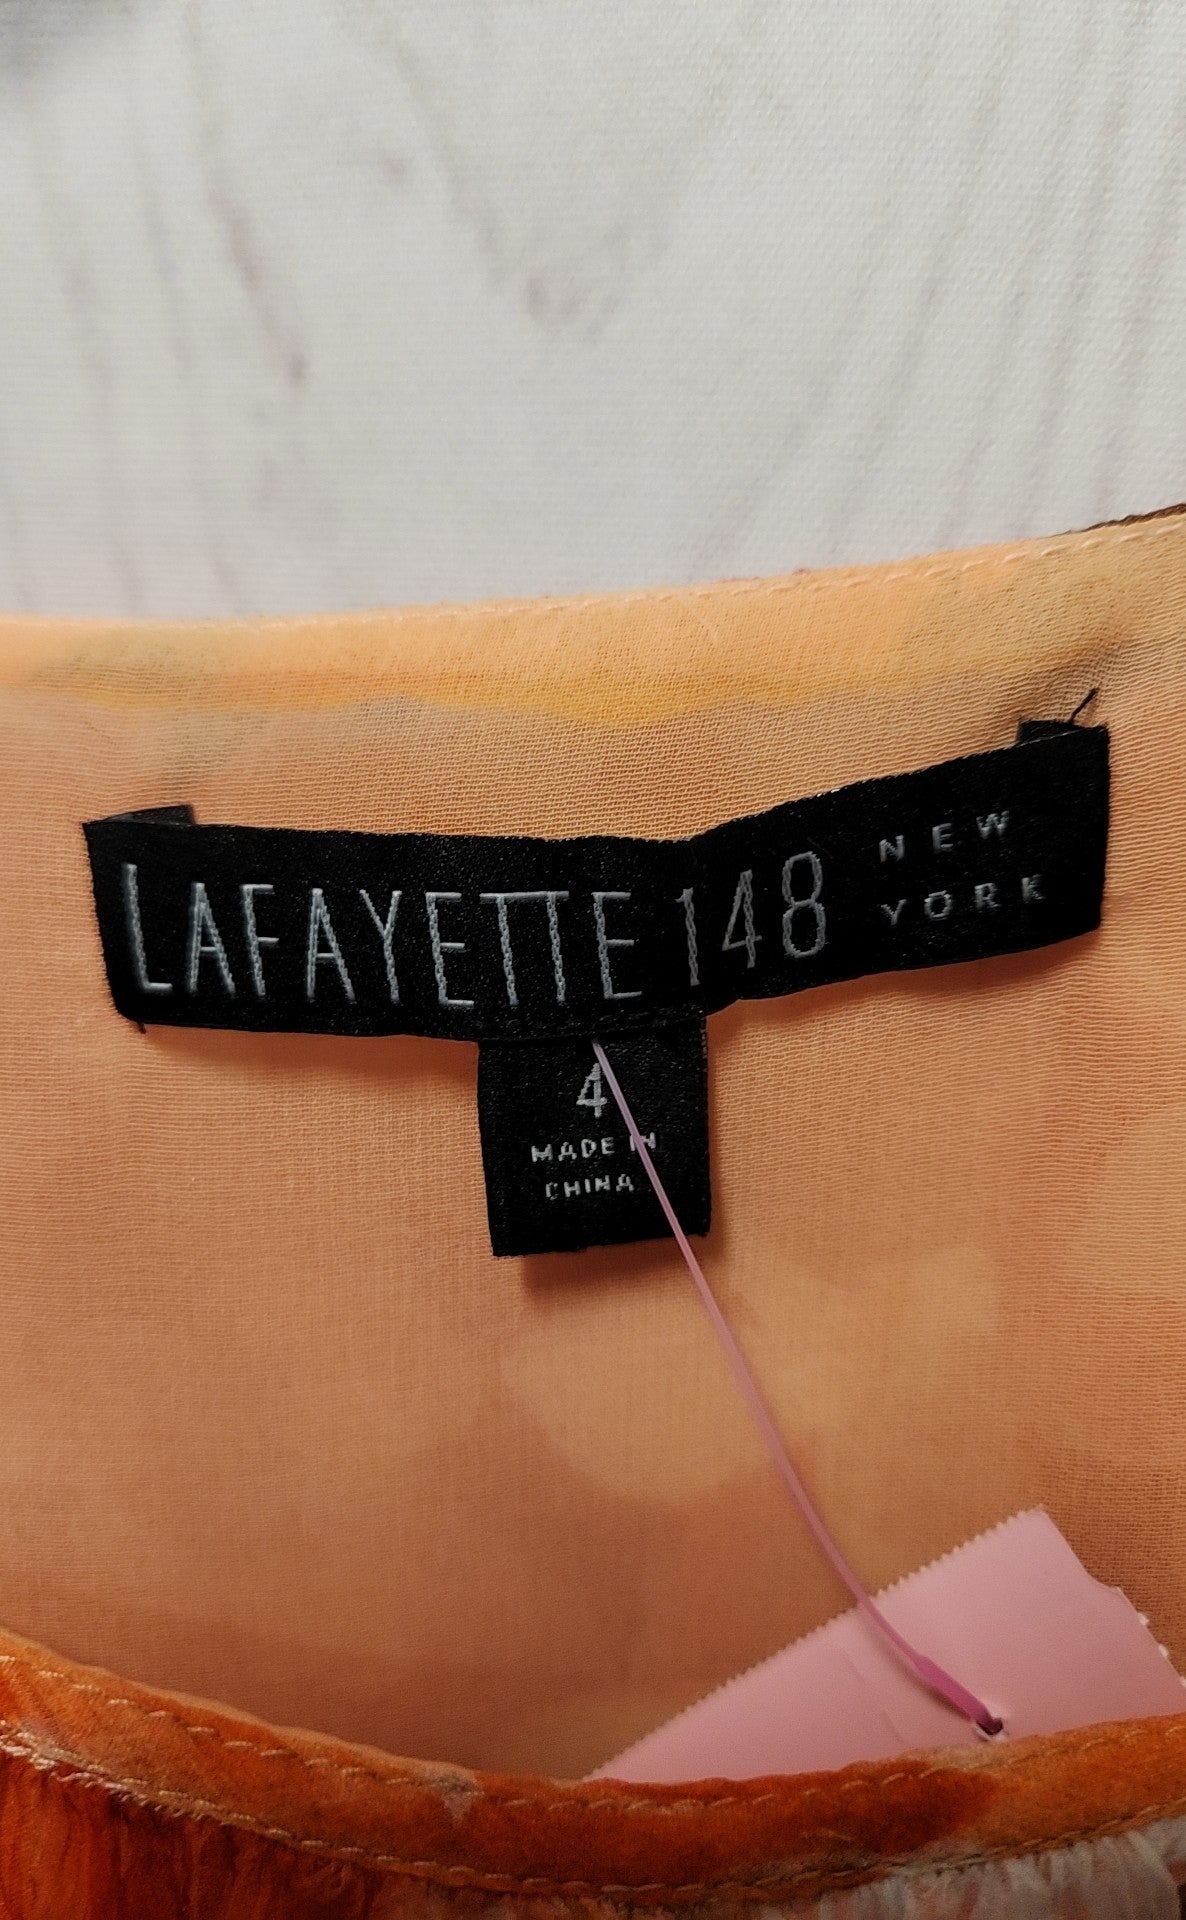 LAFAYETTE 148 NEW YORK
4
MADE IN
CHINA